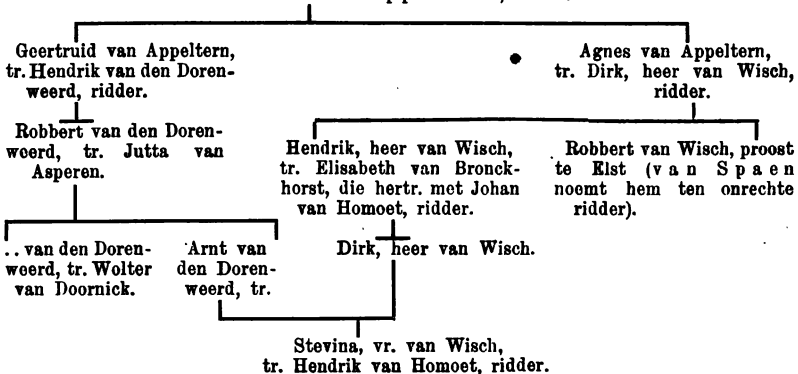 Geertruid van Appeltern,
tr. Hendrik van den Doren-
weerd, ridder.
Agnes van Appeltern,
tr. Dirk, heer van Wisch,
ridder.
Robbert van den Doren-
weerd, tr. Jutta van
Asperen.
Hendrik, heer van Wisch,
tr. Elisabeth van Bronck-
horst, die hertr. met Johan
van Homoet, ridder.
Robbert van Wisch, proost
te Elst (van Spaen
noemt hem ten onrechte
ridder).
.. van den Doren-
weerd, tr. Wolter
van Doornick.
Arnt van
den Doren-
weerd, tr.
Dirk, heer van Wisch.
Stevina, vr. van Wisch,
tr. Hendrik van Homoet, ridder.